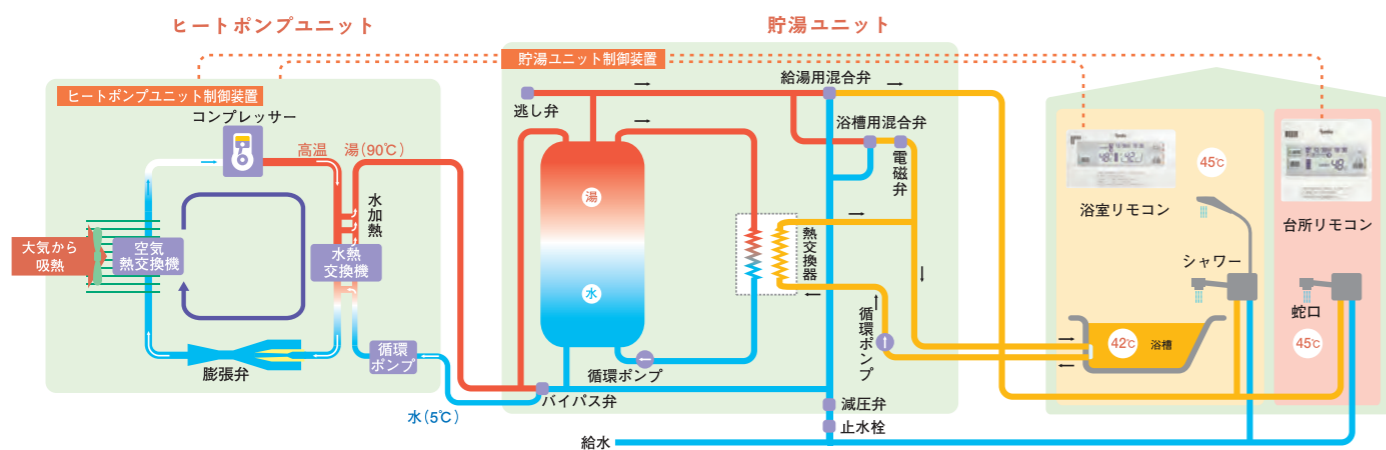 ヒートポンプユニット
貯湯ユニット
貯湯ユニット制御装置
ヒートポンプユニット制御装置
コンプレッサー
高温
湯(90℃)
水加熱
大気から
吸熱
空気
熱交換機
水熱
交換機
膨張弁
循環
ポンプ
水(5℃)
逃し弁
給湯用混合弁
浴槽用混合弁
電磁弁
湯
水
熱交換器
循環ポンプ
循環ポンプ
バイパス弁
減圧弁
止水栓
給水
45℃
浴室リモコン
台所リモコン
シャワー
蛇口
45℃
42℃
浴槽